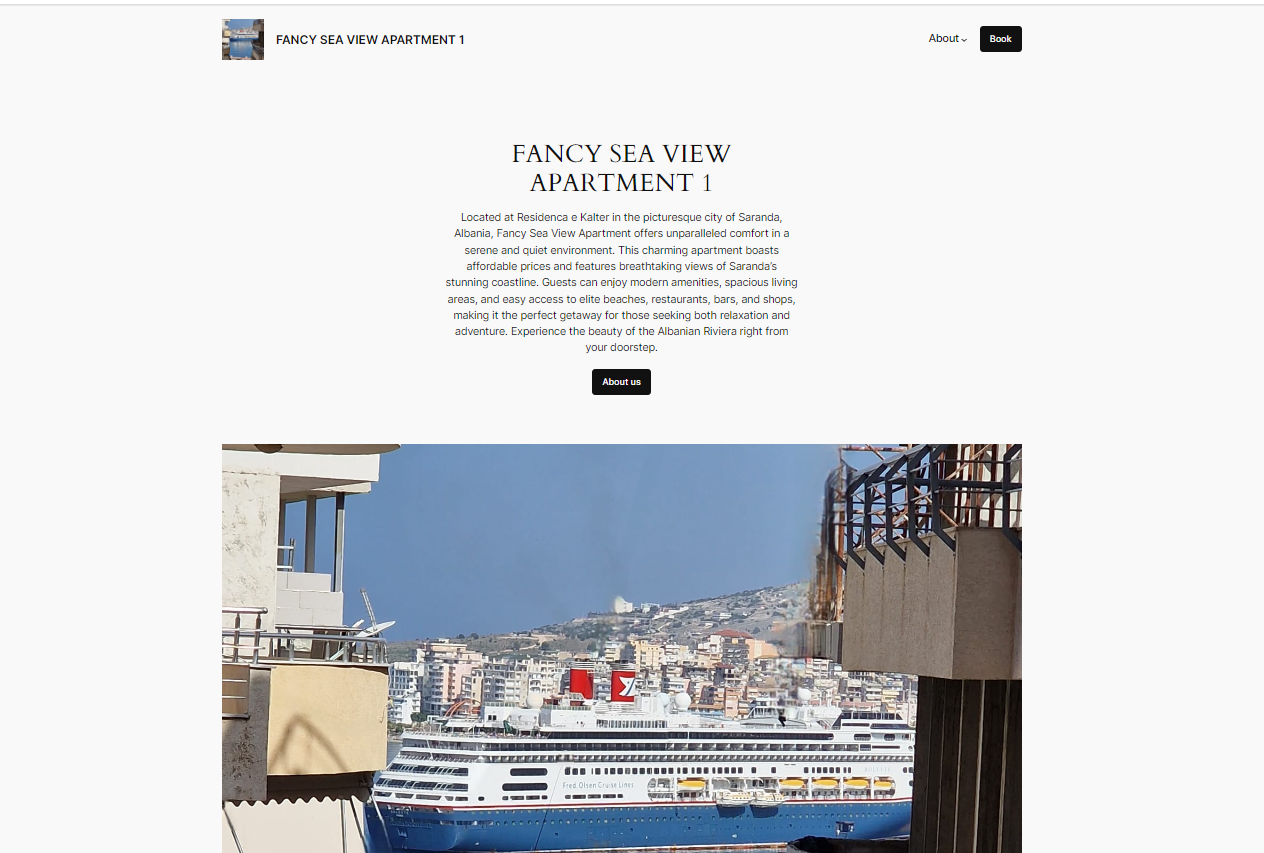 FANCY SEA VIEW APARTMENT 1
About
Book
FANCY SEA VIEW
APARTMENT 1
Located at Residenca e Kalter in the picturesque city of Saranda,
Albania, Fancy Sea View Apartment offers unparalleled comfort in a
serene and quiet environment. This charming apartment boasts
affordable prices and features breathtaking views of Saranda's
stunning coastline. Guests can enjoy modern amenities, spacious living
areas, and easy access to elite beaches, restaurants, bars, and shops,
making it the perfect getaway for those seeking both relaxation and
adventure. Experience the beauty of the Albanian Riviera right from
your doorstep.
About us
Fred. Olsen Cruise Lines